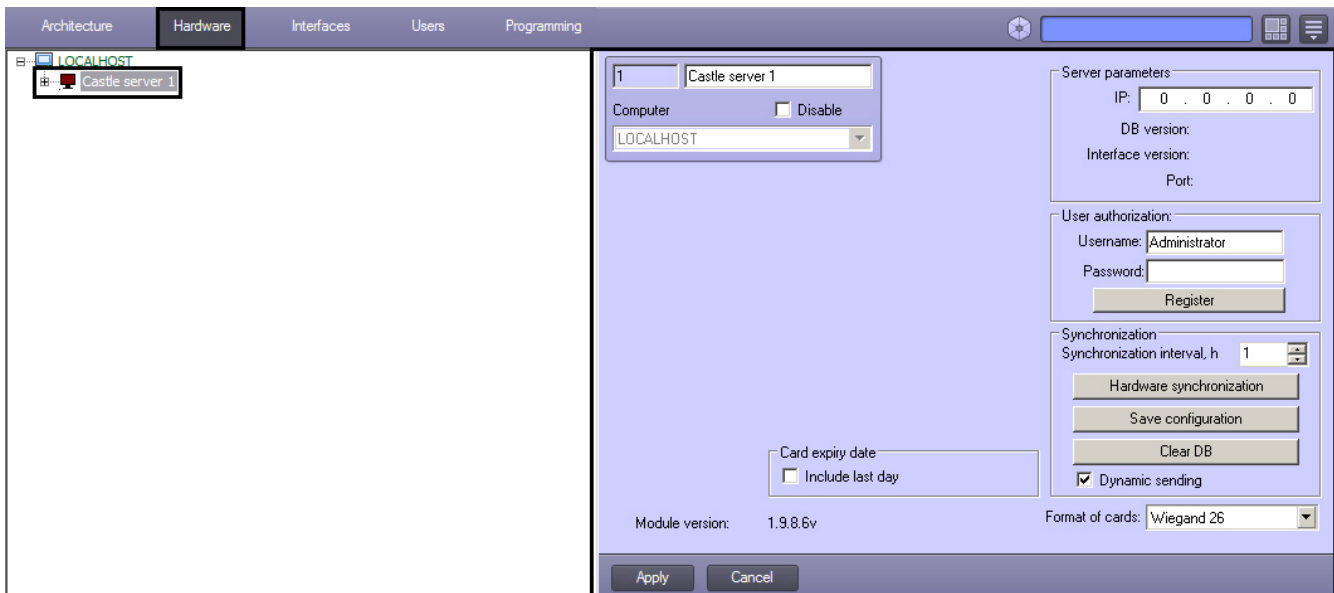 Architecture Hardware Interfaces Users Programming
LOCALHOST
Castle server 1
1 Castle server 1
Computer Disable
LOCALHOST
Server parameters
IP: 0 . 0 . 0 . 0
DB version:
Interface version:
Port:
User authorization:
Username: Administrator
Password:
Register
Synchronization
Synchronization interval, h 1
Hardware synchronization
Save configuration
Clear DB
Dynamic sending
Card expiry date
Include last day
Module version: 1.9.8.6v
Format of cards: Wiegand 26
Apply Cancel